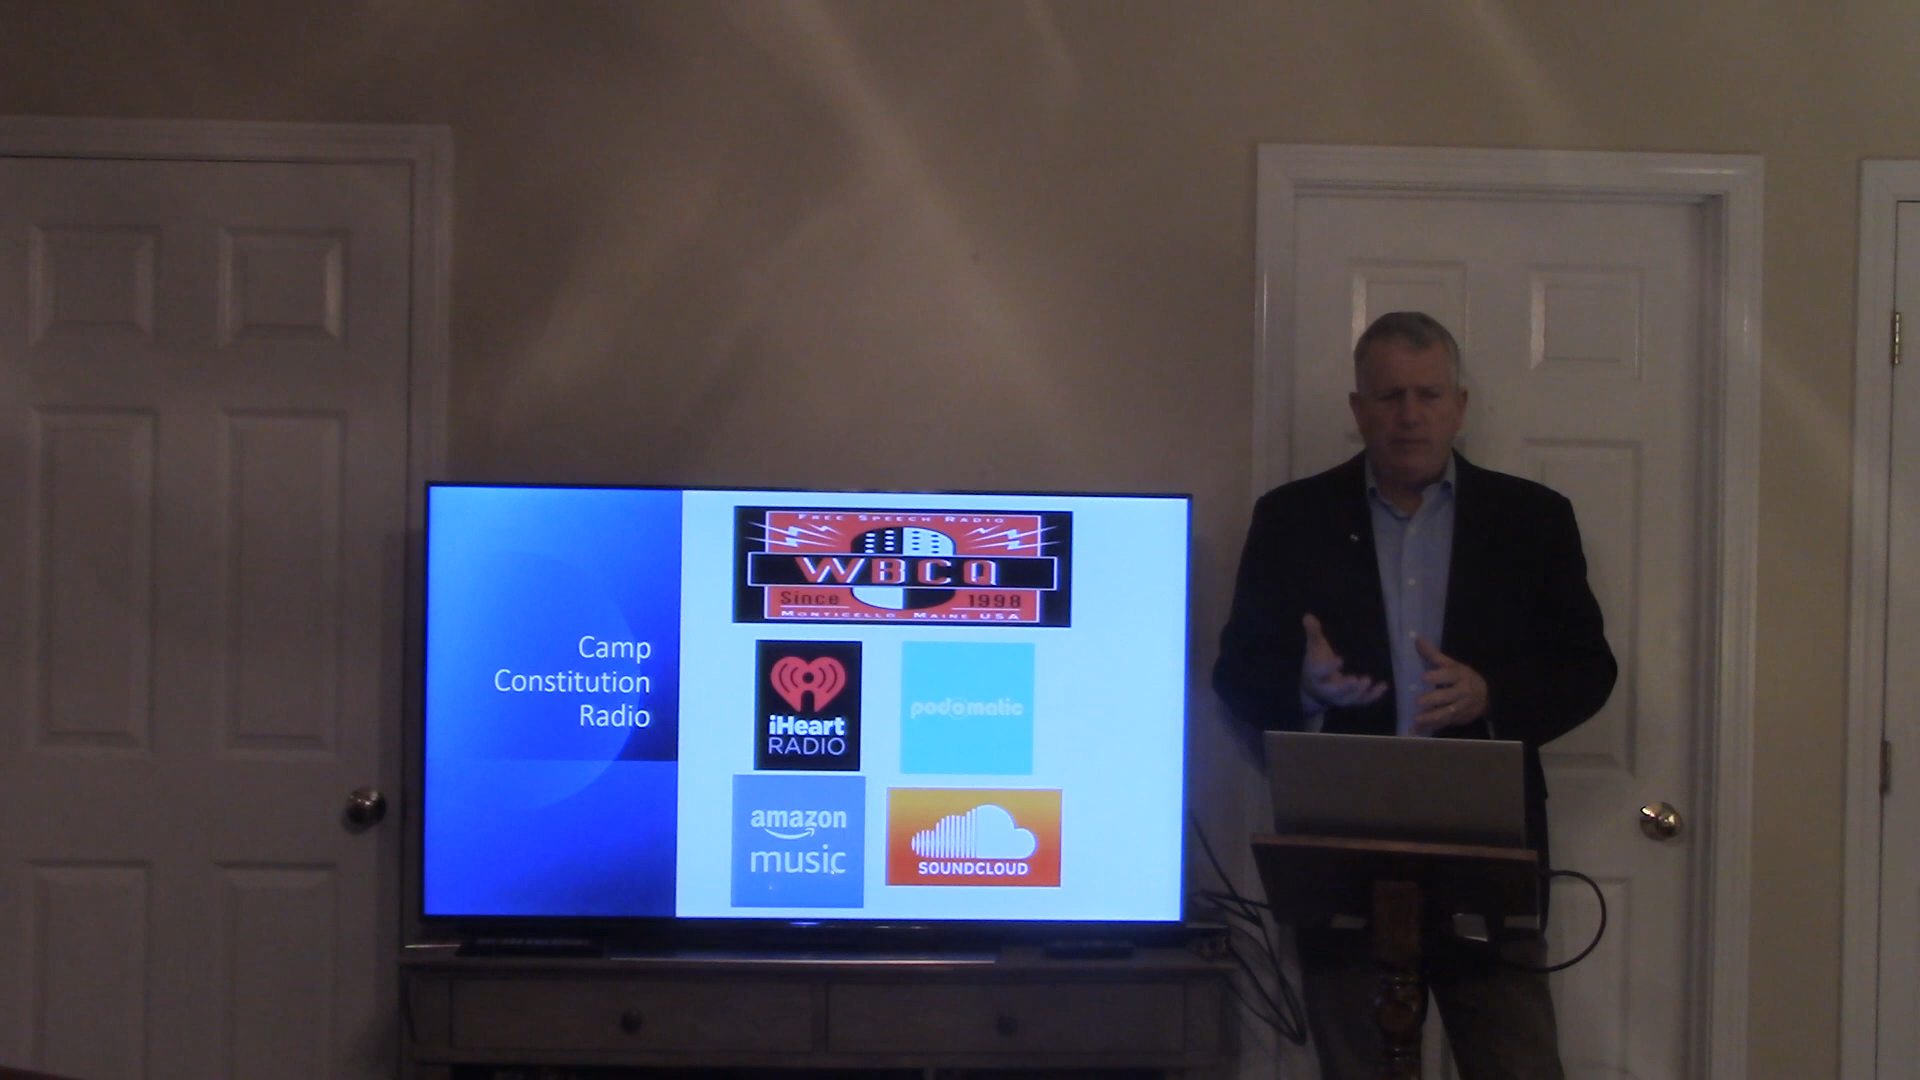 Camp
Constitution
Radio
FREE SPEECH RADIO
WBCQ
Since 1998
MONTICELLO MAINE USA
iHeart
RADIO
podomatic
amazon
music
SOUNDCLOUD